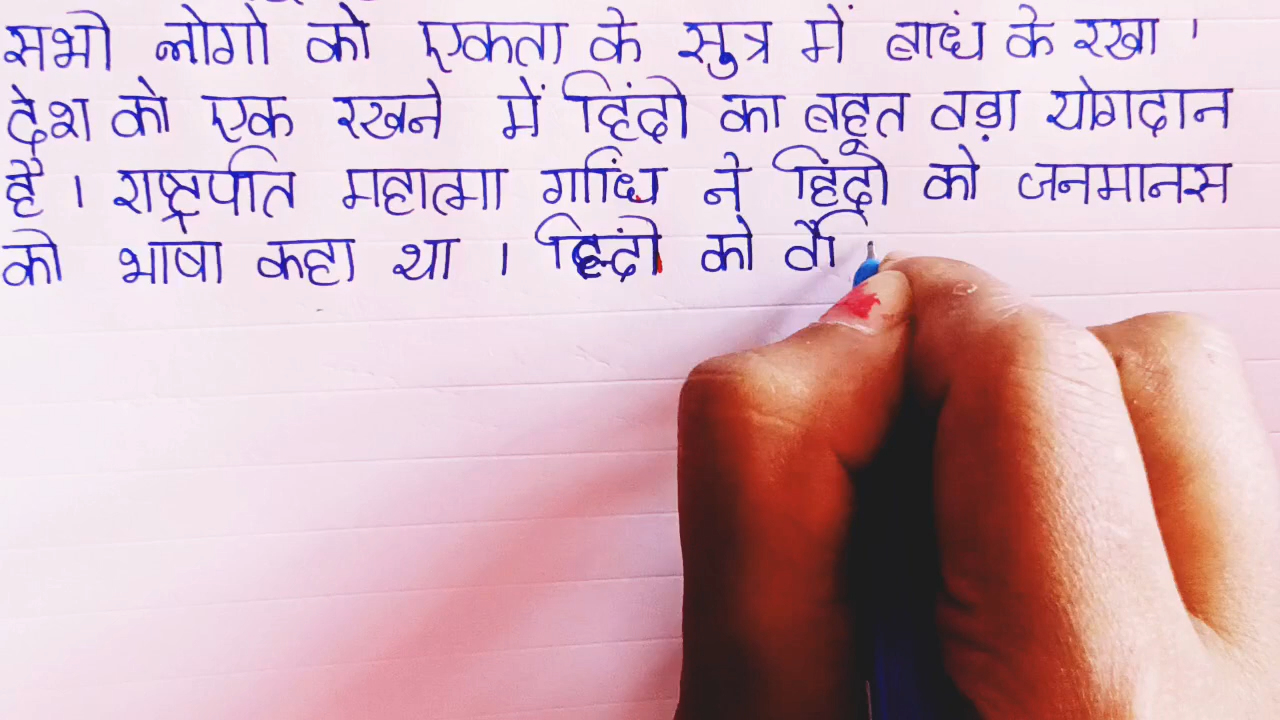 सभी लोगो को एकता के सुत्र में बाधं के रखा ।
देश को एक रखने में हिंदी का बहूत बड़ा योगदान
है । राष्ट्रपति महात्मा गांधि ने हिंदी को जनमानस
की भाषा कहा था । हिन्दी को वै